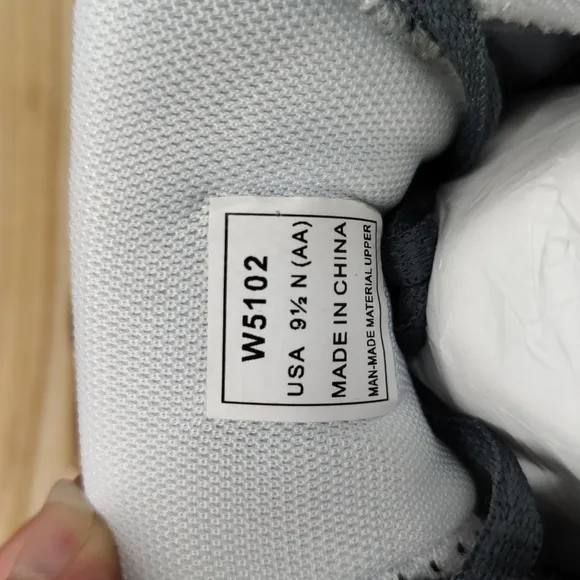 W5102
USA 9½ N (AA)
MADE IN CHINA
MAN-MADE MATERIAL UPPER